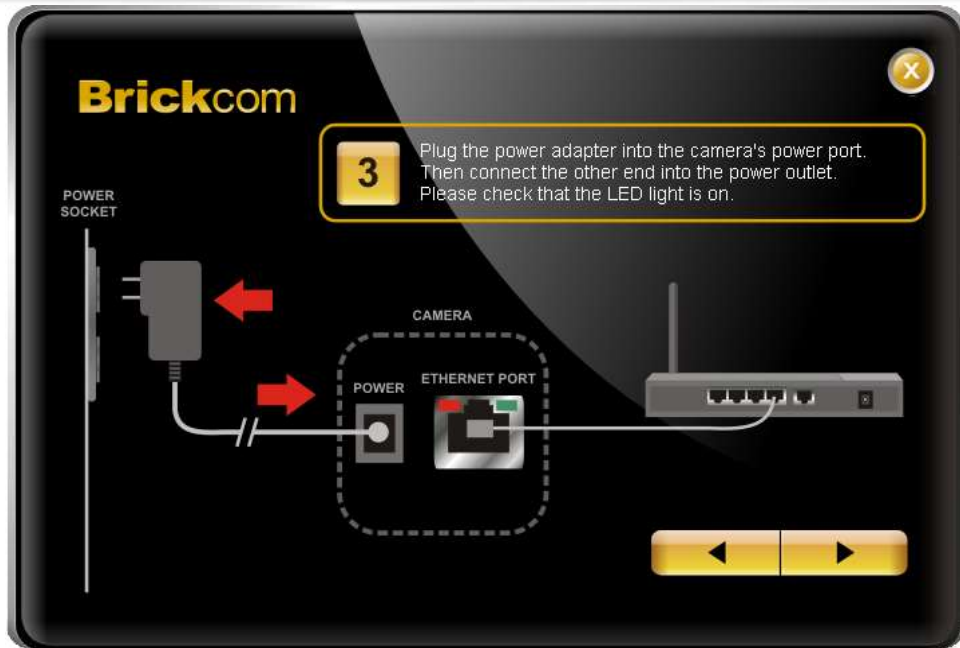 X
Brickcom
3
Plug the power adapter into the camera's power port.
Then connect the other end into the power outlet.
Please check that the LED light is on.
POWER
SOCKET
CAMERA
POWER
ETHERNET PORT